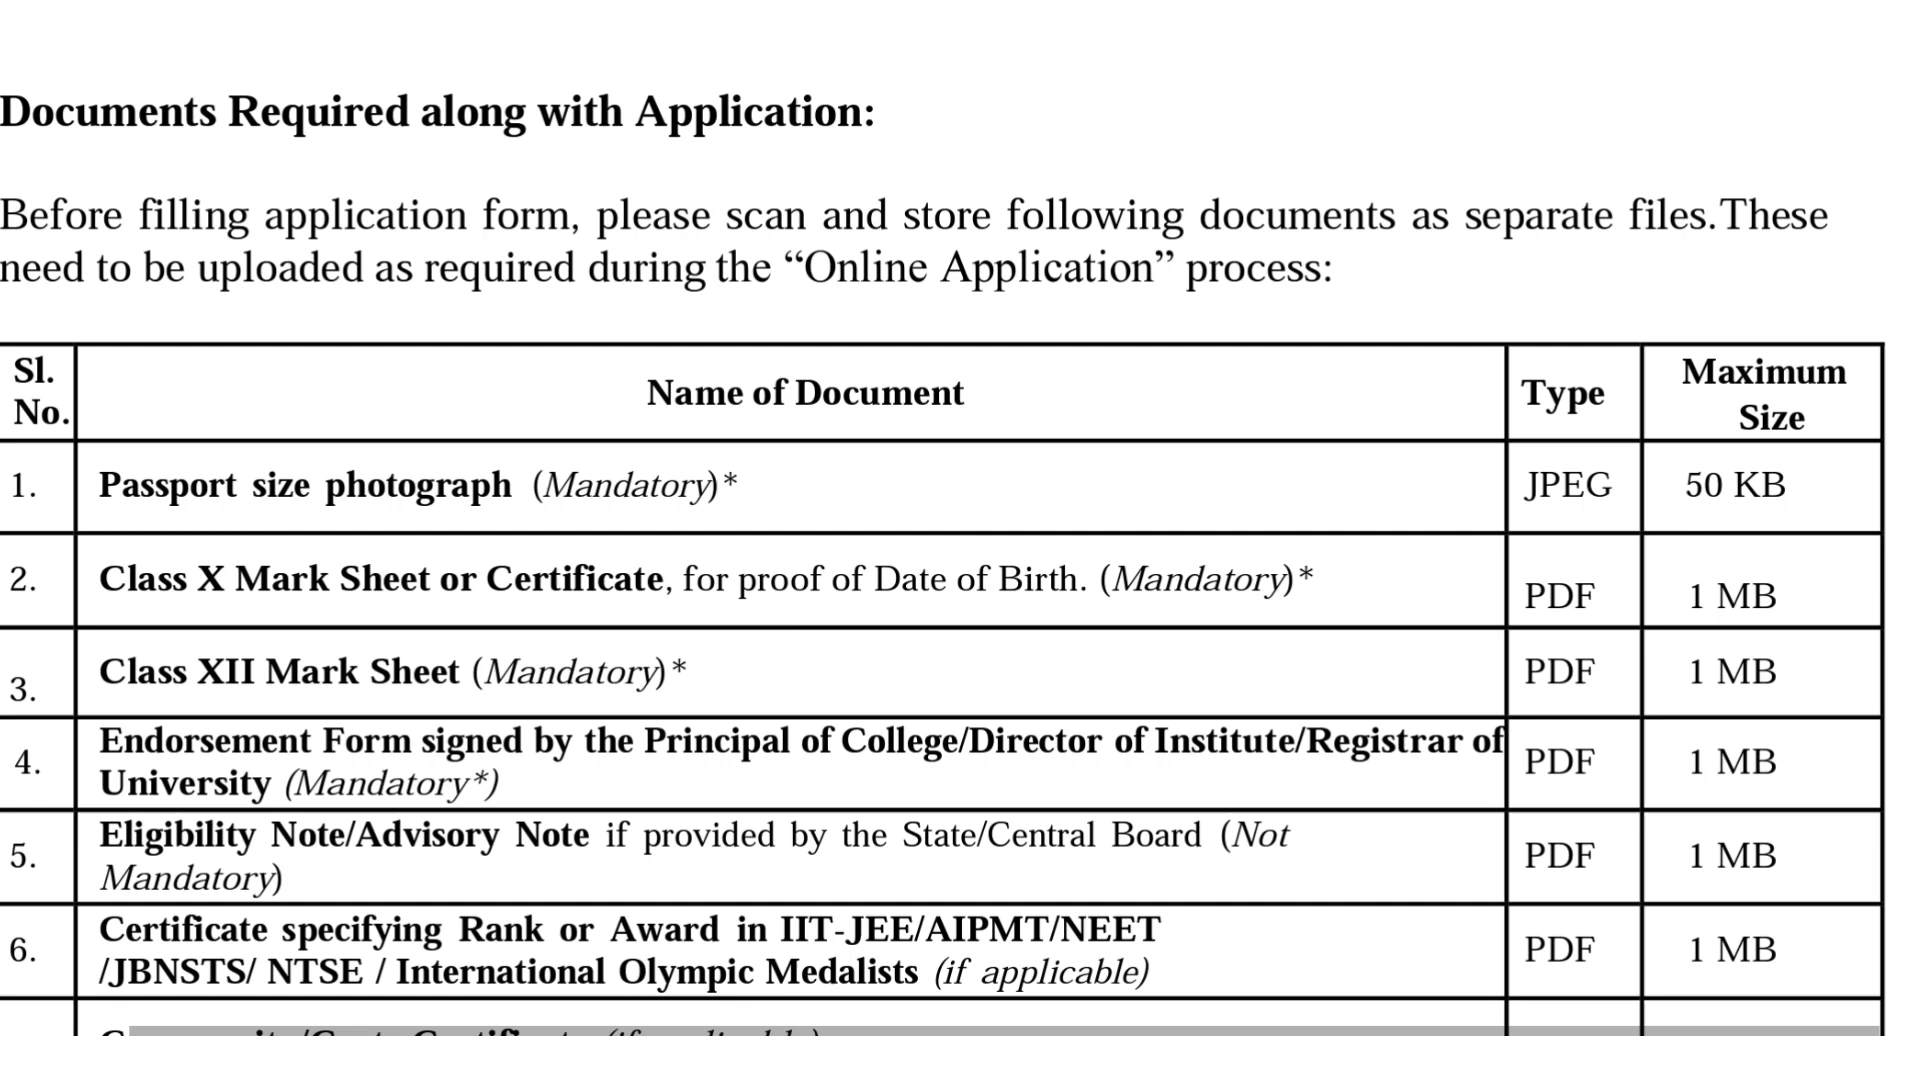 Documents Required along with Application:
Before filling application form, please scan and store following documents as separate files.These
need to be uploaded as required during the “Online Application” process:
Sl.
No.
Name of Document
Type
Maximum
Size
1.
Passport size photograph (Mandatory)*
JPEG
50 KB
2.
Class X Mark Sheet or Certificate, for proof of Date of Birth. (Mandatory)*
PDF
1 MB
3.
Class XII Mark Sheet (Mandatory)*
PDF
1 MB
4.
Endorsement Form signed by the Principal of College/Director of Institute/Registrar of
University (Mandatory*)
PDF
1 MB
5.
Eligibility Note/Advisory Note if provided by the State/Central Board (Not
Mandatory)
PDF
1 MB
6.
Certificate specifying Rank or Award in IIT-JEE/AIPMT/NEET
/JBNSTS/ NTSE / International Olympic Medalists (if applicable)
PDF
1 MB